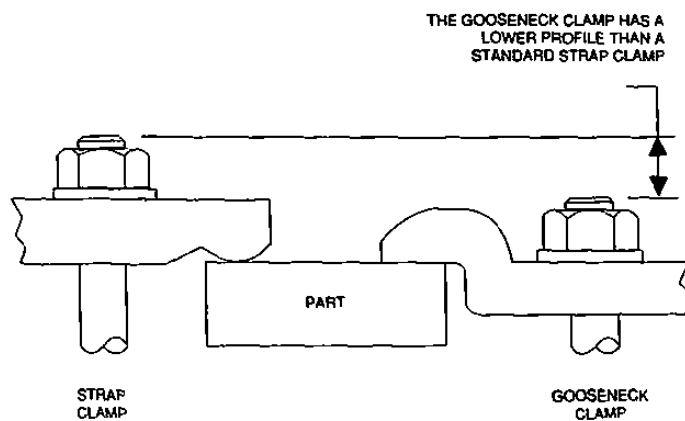 THE GOOSENECK CLAMP HAS A
LOWER PROFILE THAN A
STANDARD STRAP CLAMP
PART
STRAP
CLAMP
GOOSENECK
CLAMP